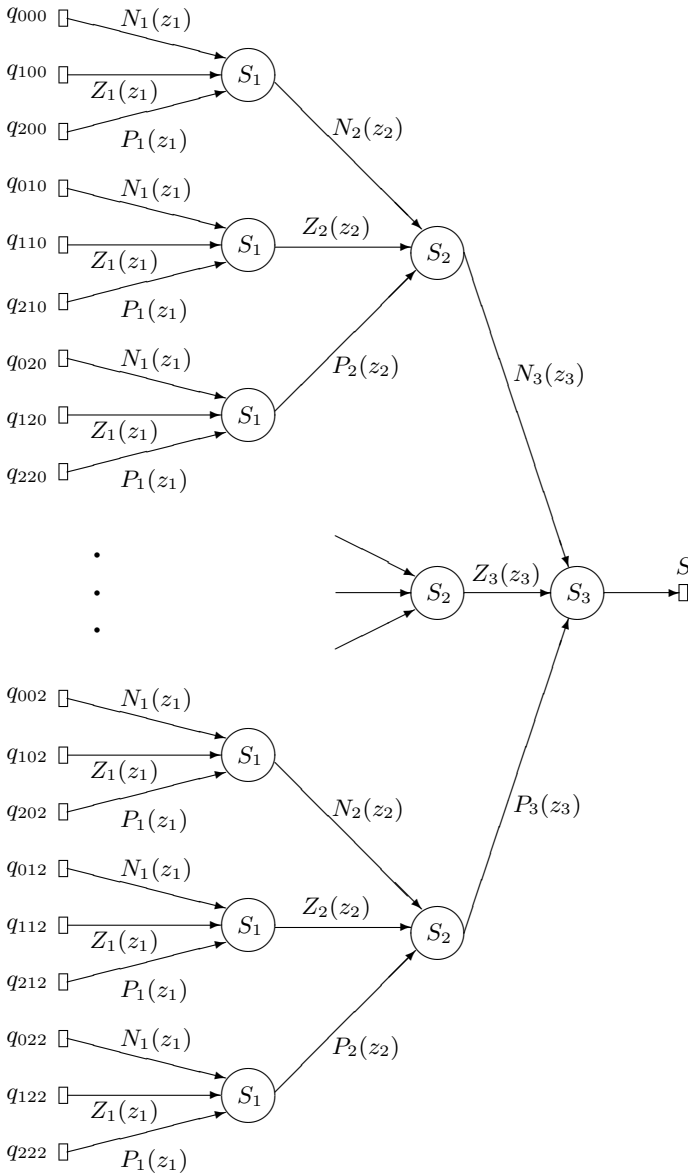 q₀₀₀ N₁(z₁)
q₁₀₀ Z₁(z₁) S₁
q₂₀₀ P₁(z₁)
N₂(z₂)
q₀₁₀ N₁(z₁)
q₁₁₀ Z₁(z₁) S₁ Z₂(z₂) S₂
q₂₁₀ P₁(z₁)
q₀₂₀ N₁(z₁) P₂(z₂) N₃(z₃)
q₁₂₀ Z₁(z₁) S₁
q₂₂₀ P₁(z₁)
S₂ Z₃(z₃) S₃ S
q₀₀₂ N₁(z₁)
q₁₀₂ Z₁(z₁) S₁
q₂₀₂ P₁(z₁) N₂(z₂) P₃(z₃)
q₀₁₂ N₁(z₁)
q₁₁₂ Z₁(z₁) S₁ Z₂(z₂) S₂
q₂₁₂ P₁(z₁)
q₀₂₂ N₁(z₁) P₂(z₂)
q₁₂₂ Z₁(z₁) S₁
q₂₂₂ P₁(z₁)